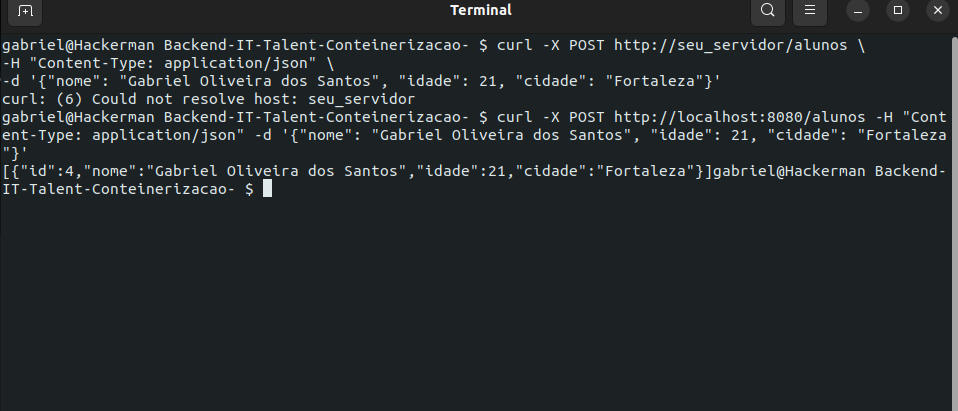 Terminal
gabriel@Hackerman Backend-IT-Talent-Conteinerizacao- $ curl -X POST http://seu_servidor/alunos \
-H "Content-Type: application/json" \
-d '{"nome": "Gabriel Oliveira dos Santos", "idade": 21, "cidade": "Fortaleza"}'
curl: (6) Could not resolve host: seu_servidor
gabriel@Hackerman Backend-IT-Talent-Conteinerizacao- $ curl -X POST http://localhost:8080/alunos -H "Cont
ent-Type: application/json" -d '{"nome": "Gabriel Oliveira dos Santos", "idade": 21, "cidade": "Fortaleza
"}'
[{"id":4,"nome":"Gabriel Oliveira dos Santos","idade":21,"cidade":"Fortaleza"}]gabriel@Hackerman Backend-
IT-Talent-Conteinerizacao- $